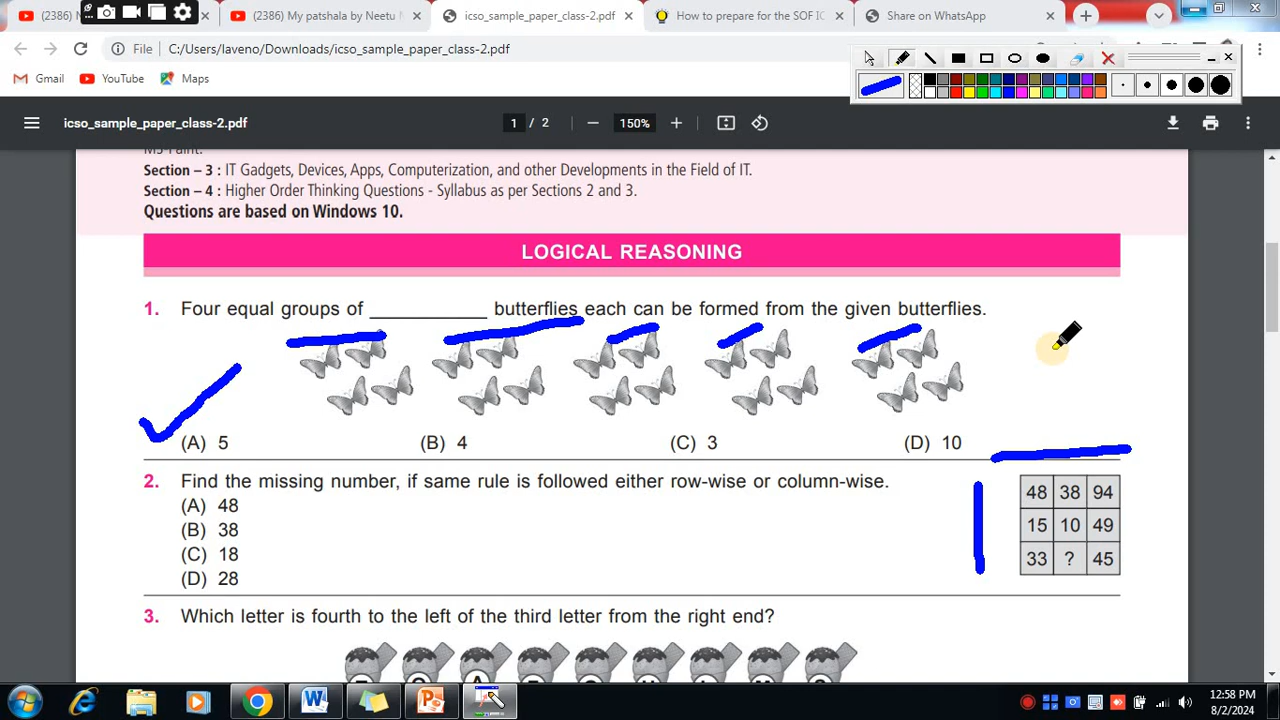 (2386) N
(2386) My patshala by Neetu M
icso_sample_paper_class-2.pdf
How to prepare for the SOF IC
Share on WhatsApp
File C:/Users/laveno/Downloads/icso_sample_paper_class-2.pdf
Gmail YouTube Maps
icso_sample_paper_class-2.pdf 1 / 2 150%
MS-Paint.
Section – 3 : IT Gadgets, Devices, Apps, Computerization, and other Developments in the Field of IT.
Section – 4 : Higher Order Thinking Questions - Syllabus as per Sections 2 and 3.
Questions are based on Windows 10.
LOGICAL REASONING
1. Four equal groups of ___________ butterflies each can be formed from the given butterflies.
(A) 5 (B) 4 (C) 3 (D) 10
2. Find the missing number, if same rule is followed either row-wise or column-wise.
(A) 48
(B) 38
(C) 18
(D) 28
48 38 94
15 10 49
33 ? 45
3. Which letter is fourth to the left of the third letter from the right end?
12:58 PM
8/2/2024